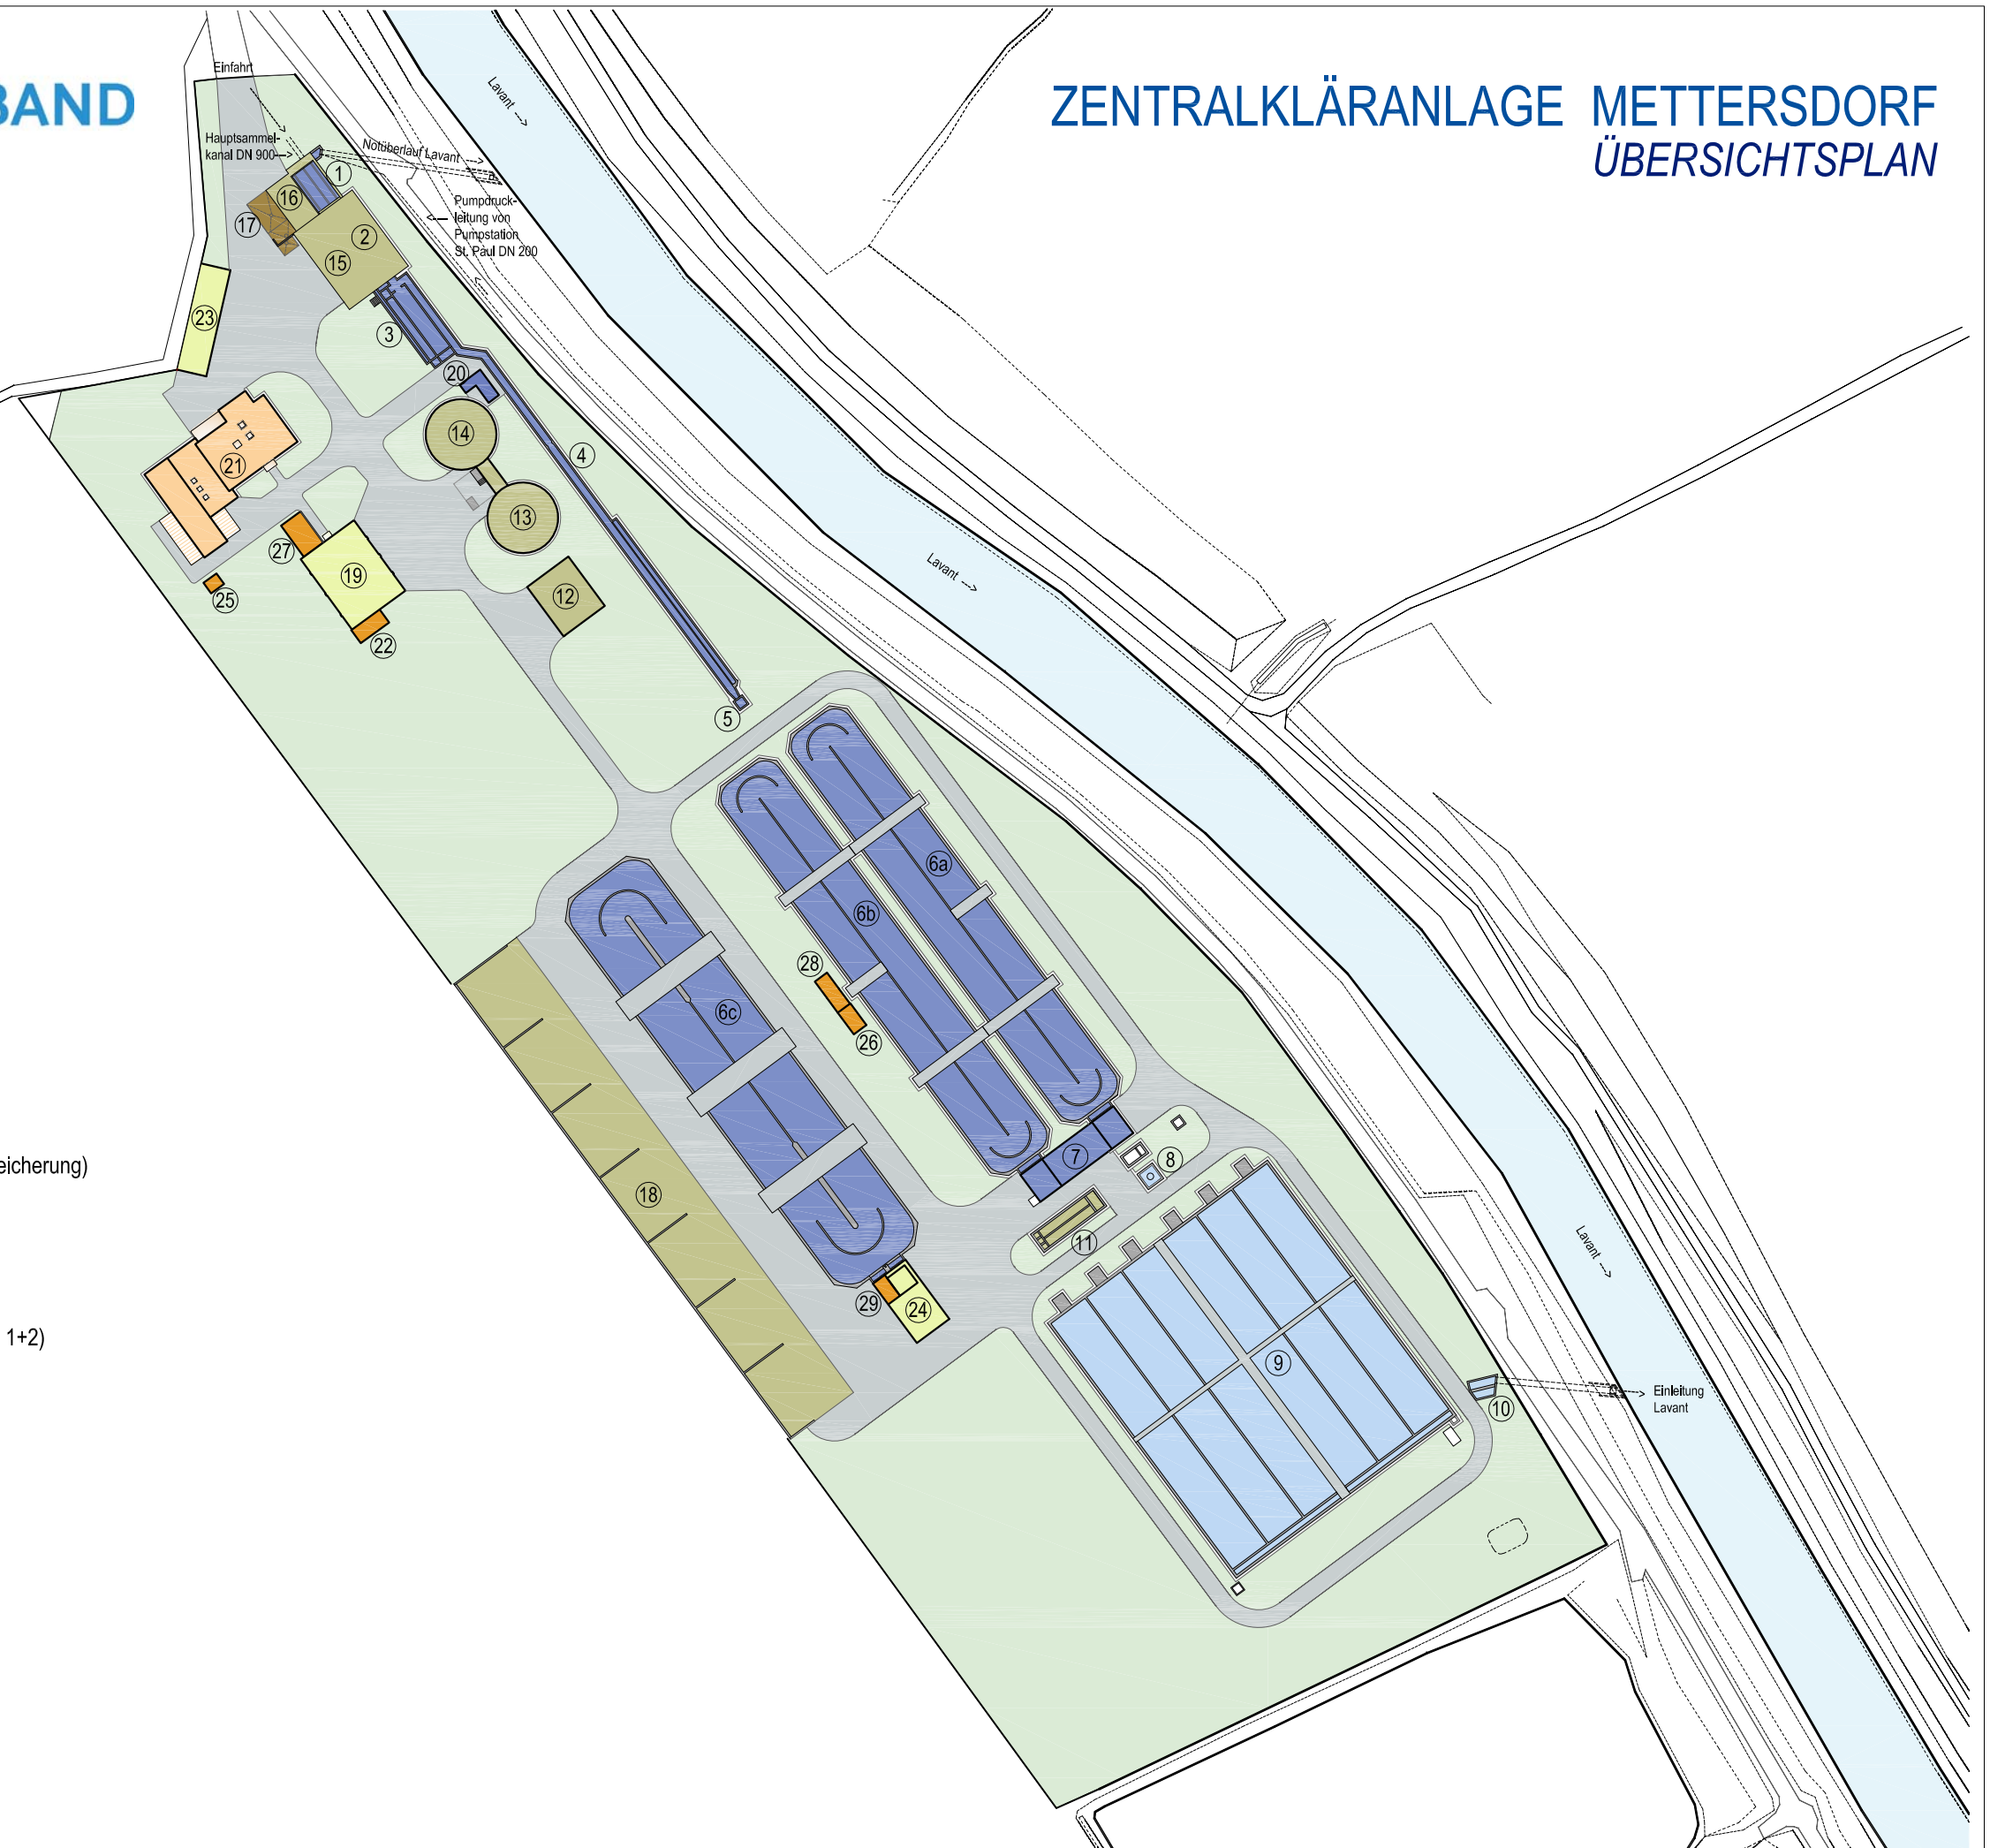 BAND
ZENTRALKLÄRANLAGE METTERSDORF
ÜBERSICHTSPLAN
Einfahrt
Hauptsammel-
kanal DN 900
Notüberlauf Lavant
Pumpdruck-
leitung von
Pumpstation
St. Paul DN 200
Lavant
1
16
17
2
15
23
3
20
14
4
21
13
27
19
12
25
22
5
Lavant
6a
6b
28
26
6c
7
8
18
11
29
24
9
10
Lavant
Einleitung
Lavant
eicherung)
1+2)